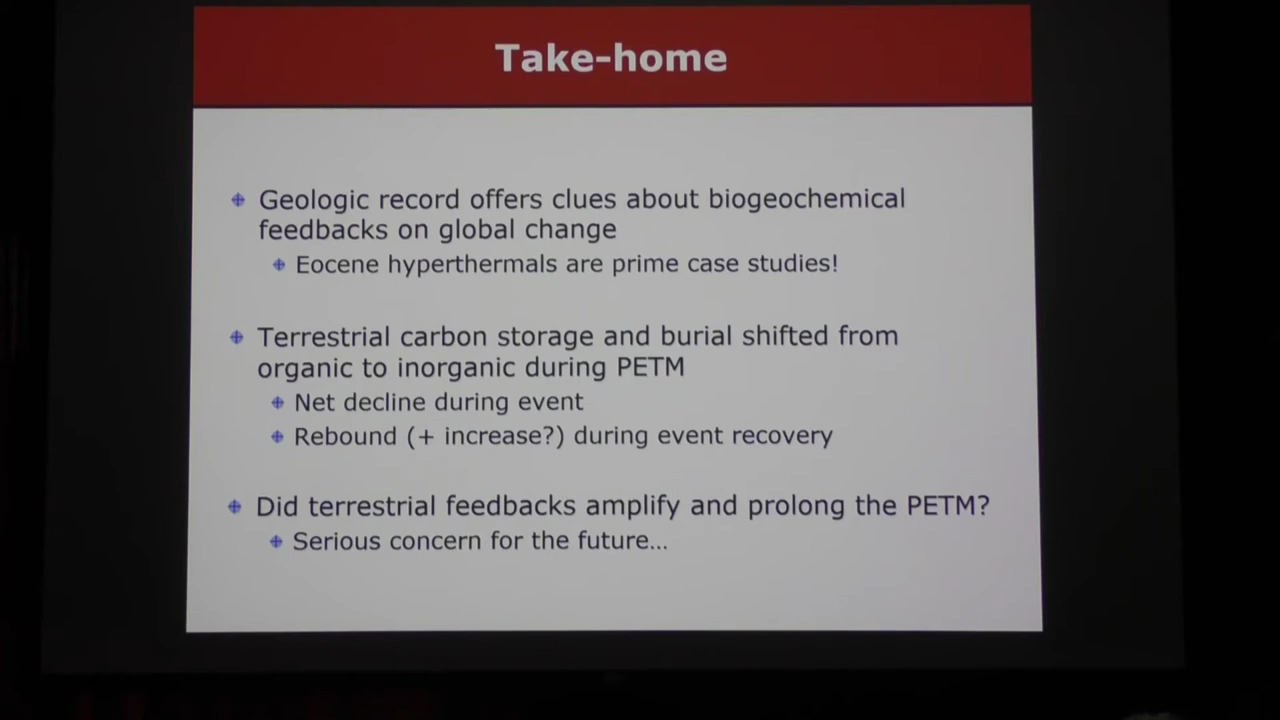 Take-home
Geologic record offers clues about biogeochemical
feedbacks on global change
Eocene hyperthermals are prime case studies!
Terrestrial carbon storage and burial shifted from
organic to inorganic during PETM
Net decline during event
Rebound (+ increase?) during event recovery
Did terrestrial feedbacks amplify and prolong the PETM?
Serious concern for the future…